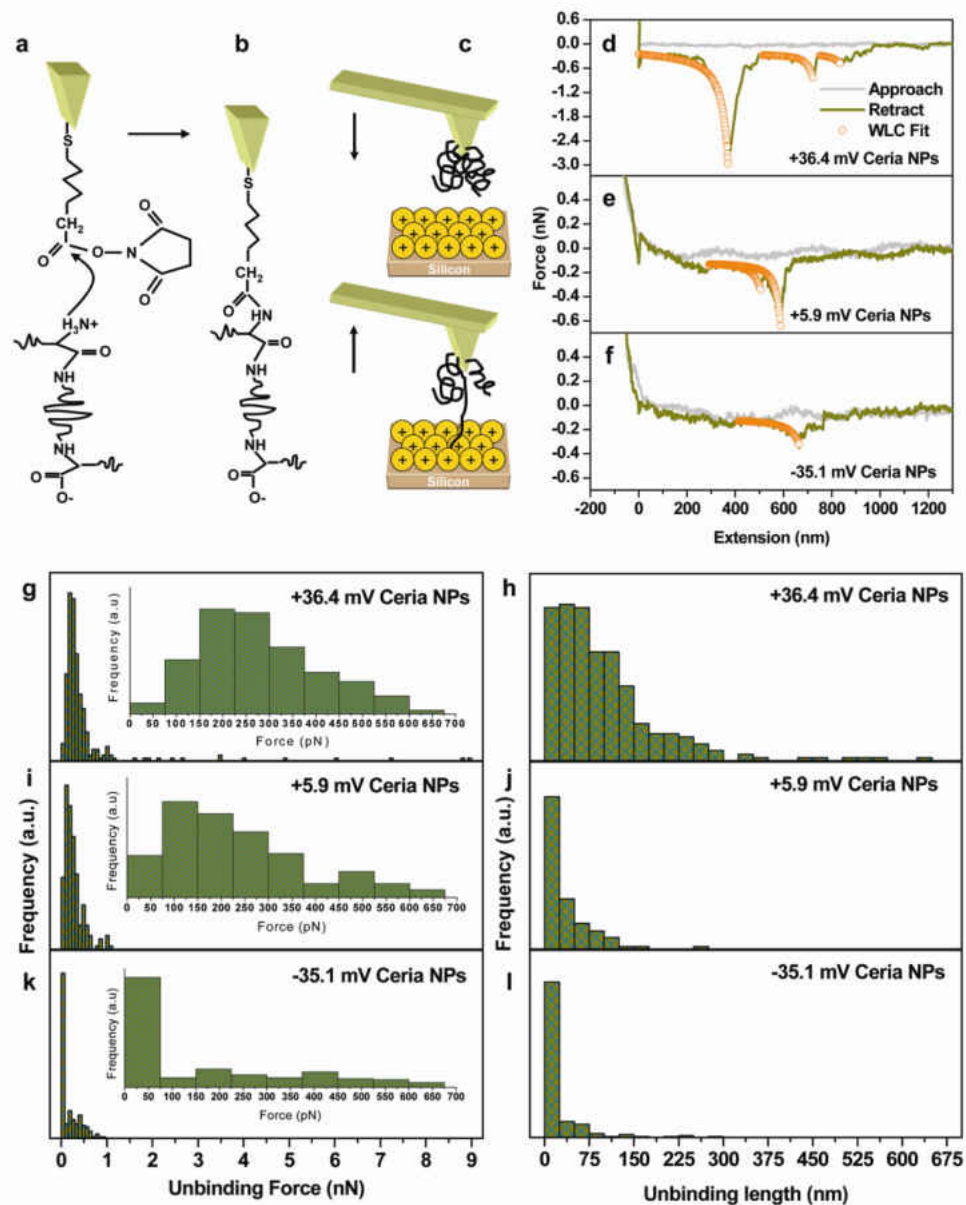 a
b
c
S
CH2
O
O
N
O
O
H3N+
O
NH
HN
O
O-
S
CH2
O
HN
O
NH
HN
O
O-
Silicon
Silicon
Force (nN)
d
0.6
0.0
-0.6
-1.2
-1.8
-2.4
-3.0
Approach
Retract
WLC Fit
+36.4 mV Ceria NPs
e
0.4
0.2
0.0
-0.2
-0.4
-0.6
+5.9 mV Ceria NPs
f
0.4
0.2
0.0
-0.2
-0.4
-0.6
-35.1 mV Ceria NPs
-200 0 200 400 600 800 1000 1200
Extension (nm)
g
+36.4 mV Ceria NPs
Frequency (a.u)
0 50 100 150 200 250 300 350 400 450 500 550 600 650 700
Force (pN)
h
+36.4 mV Ceria NPs
i
+5.9 mV Ceria NPs
Frequency (a.u)
0 50 100 150 200 250 300 350 400 450 500 550 600 650 700
Force (pN)
j
+5.9 mV Ceria NPs
Frequency (a.u.)
Frequency (a.u.)
k
-35.1 mV Ceria NPs
Frequency (a.u)
0 50 100 150 200 250 300 350 400 450 500 550 600 650 700
Force (pN)
l
-35.1 mV Ceria NPs
0 1 2 3 4 5 6 7 8 9
Unbinding Force (nN)
0 75 150 225 300 375 450 525 600 675
Unbinding length (nm)